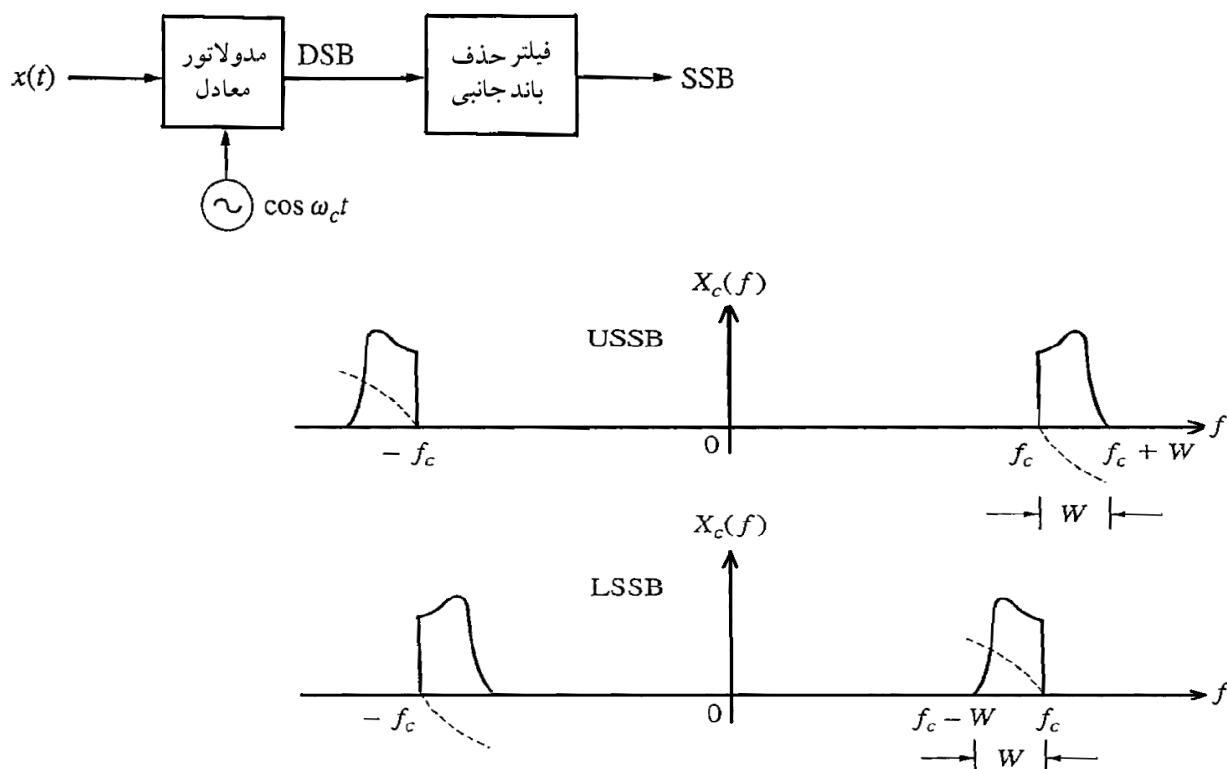 x(t)
مدولاتور
معادل
DSB
فیلتر حذف
باند جانبی
SSB
cos ω_c t
X_c(f)
USSB
− f_c
0
f_c
f_c + W
f
W
X_c(f)
LSSB
− f_c
0
f_c − W
f_c
f
W